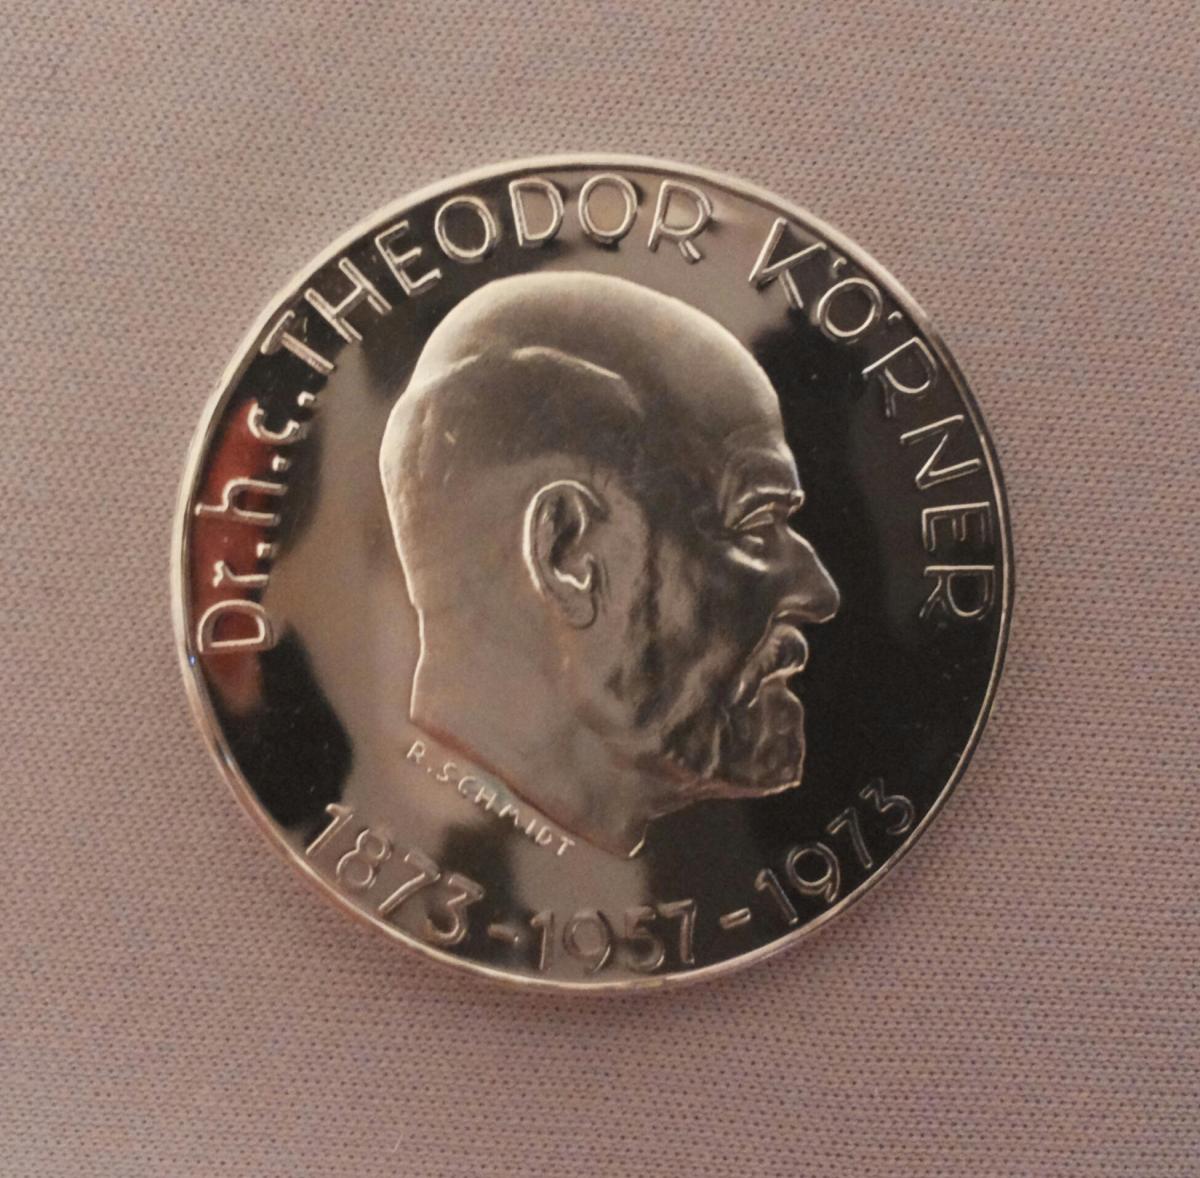 Dr.h.c.THEODOR KÖRNER
R.SCHMIDT
1873-1957-1973